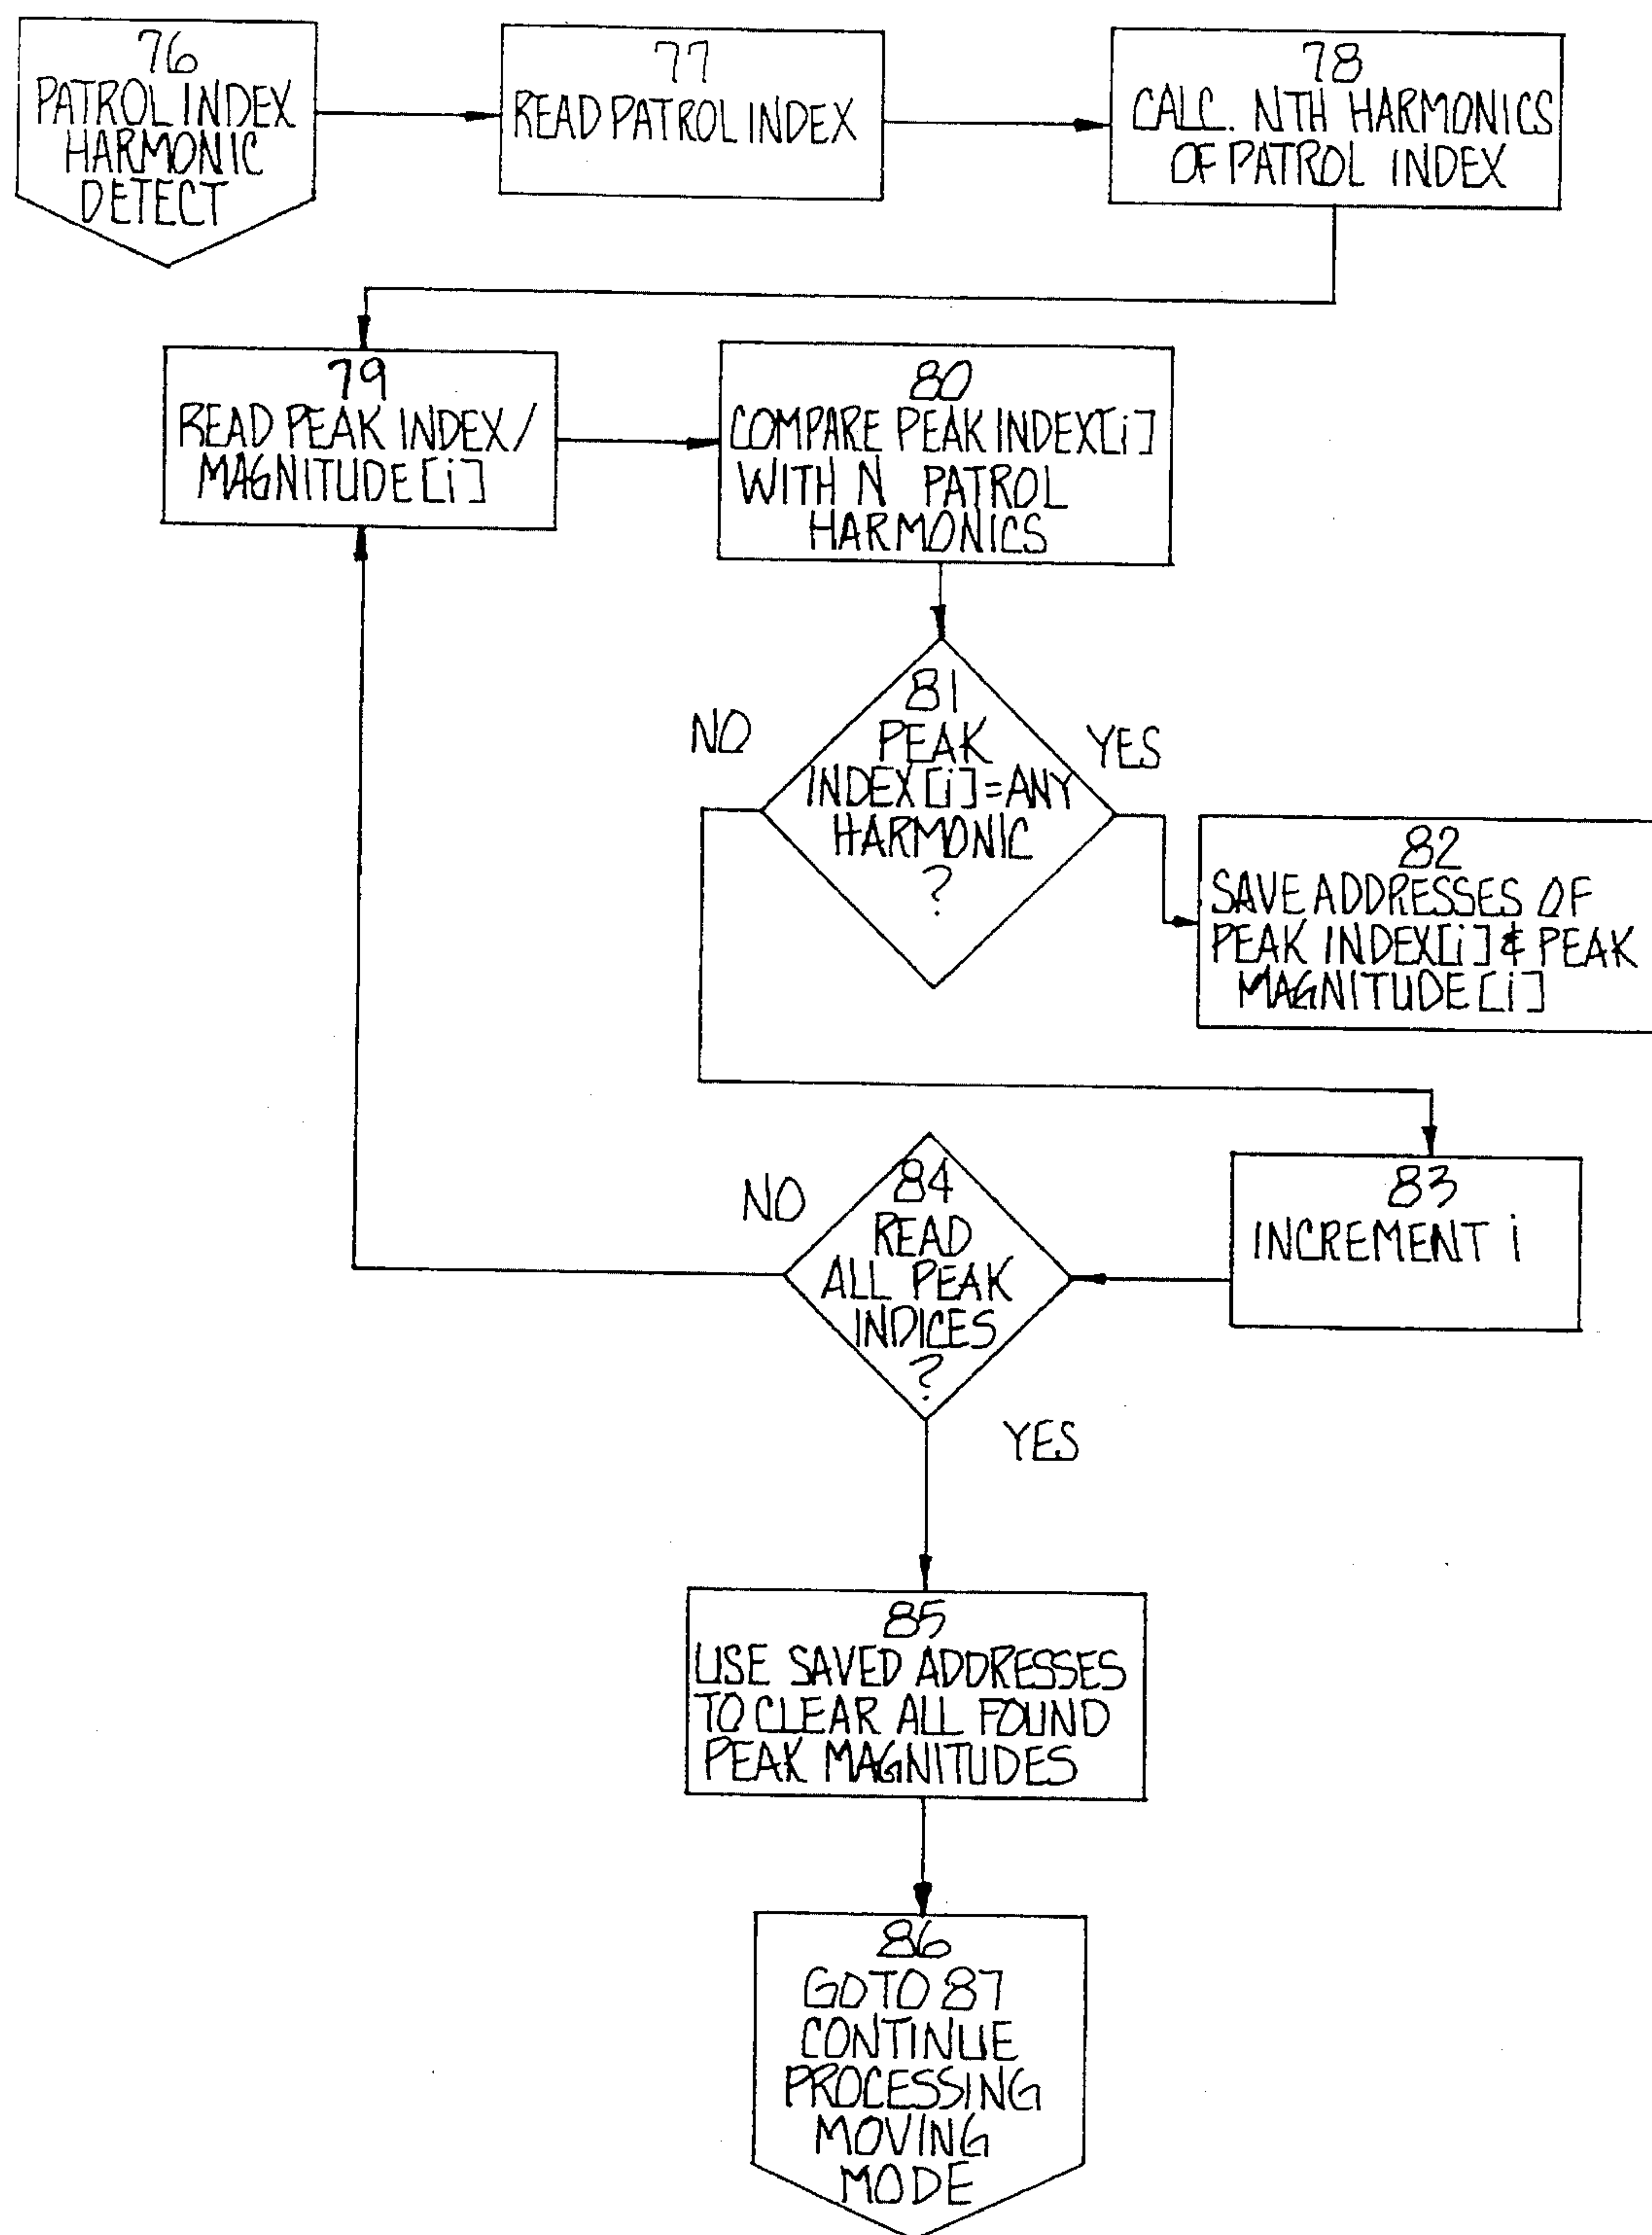 76
PATROL INDEX
HARMONIC
DETECT
77
READ PATROL INDEX
78
CALC. NTH HARMONICS
OF PATROL INDEX
79
READ PEAK INDEX/
MAGNITUDE[i]
80
COMPARE PEAK INDEX[i]
WITH N PATROL
HARMONICS
81
PEAK
INDEX[i]=ANY
HARMONIC
?
NO
YES
82
SAVE ADDRESSES OF
PEAK INDEX[i] & PEAK
MAGNITUDE[i]
83
INCREMENT i
84
READ
ALL PEAK
INDICES
?
NO
YES
85
USE SAVED ADDRESSES
TO CLEAR ALL FOUND
PEAK MAGNITUDES
86
GO TO 87
CONTINUE
PROCESSING
MOVING
MODE